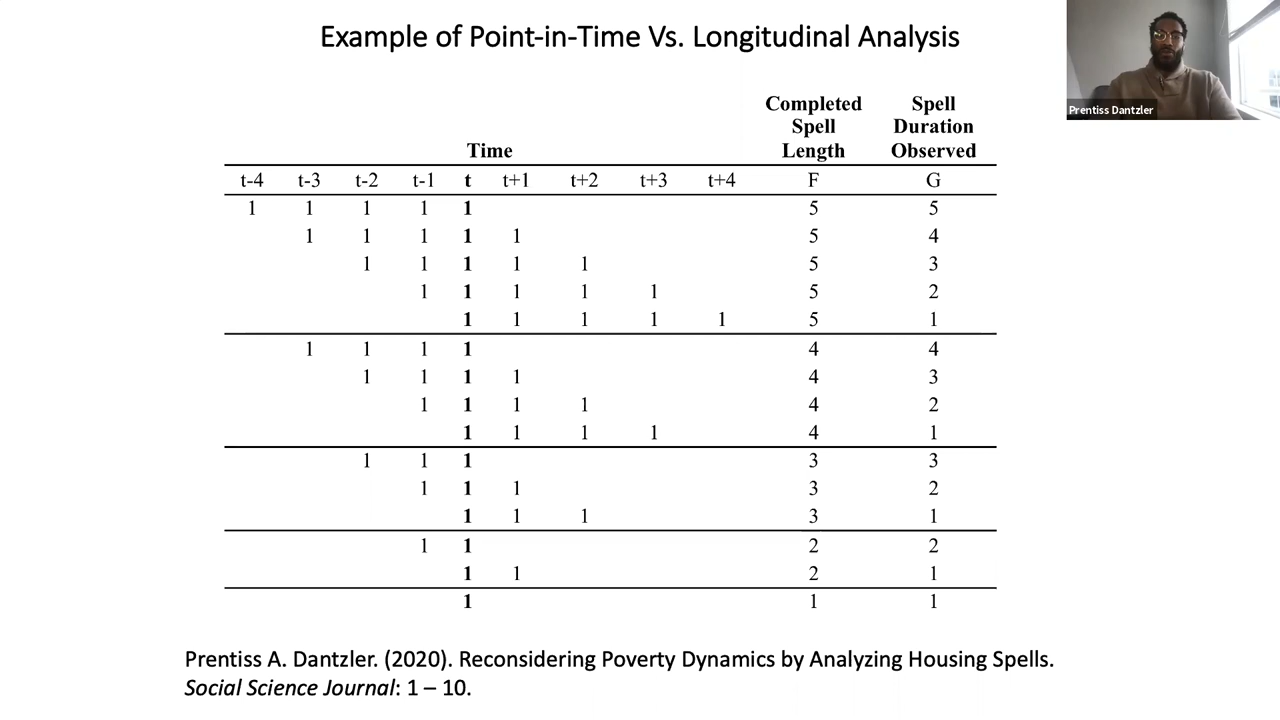 Example of Point-in-Time Vs. Longitudinal Analysis
Prentiss Dantzler
Completed Spell
Spell Duration
Time Length Observed
t-4 t-3 t-2 t-1 t t+1 t+2 t+3 t+4 F G
1 1 1 1 1 5 5
1 1 1 1 1 5 4
1 1 1 1 1 5 3
1 1 1 1 1 5 2
1 1 1 1 1 5 1
1 1 1 1 4 4
1 1 1 1 4 3
1 1 1 1 4 2
1 1 1 1 4 1
1 1 1 3 3
1 1 1 3 2
1 1 1 3 1
1 1 2 2
1 1 2 1
1 1 1
Prentiss A. Dantzler. (2020). Reconsidering Poverty Dynamics by Analyzing Housing Spells.
Social Science Journal: 1 – 10.